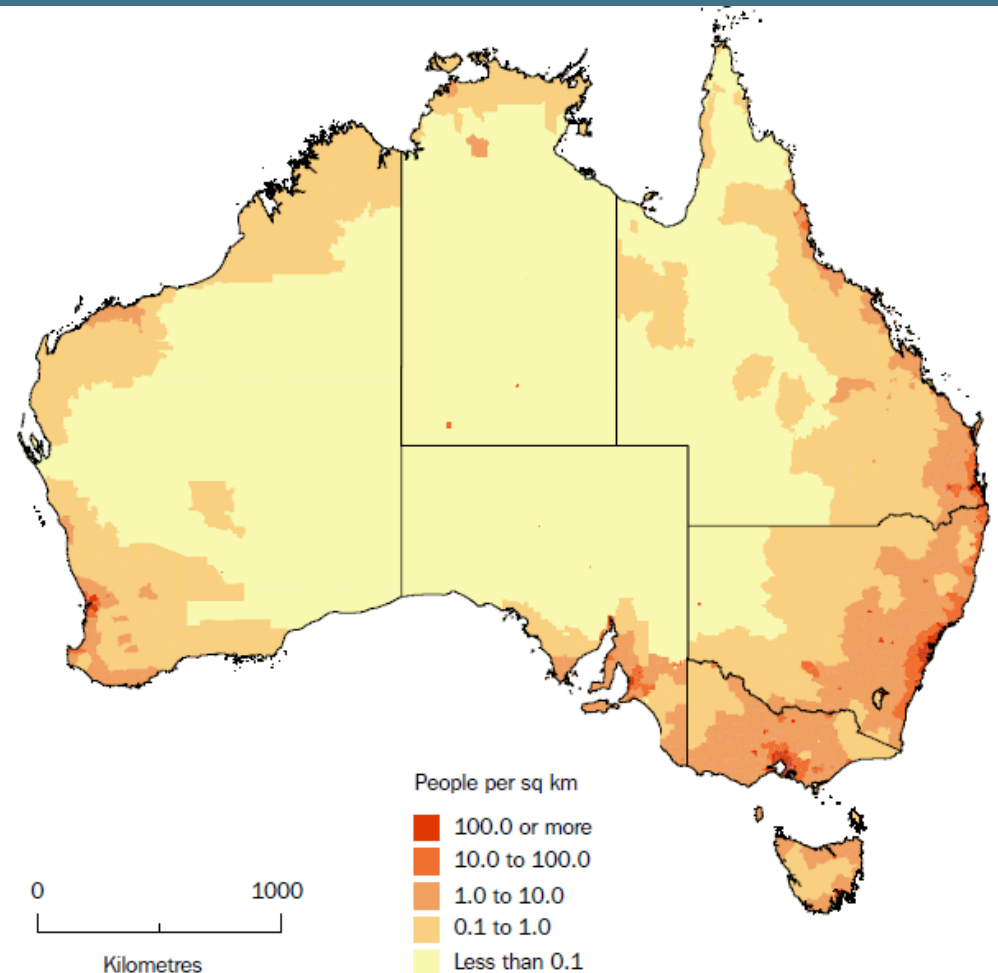 People per sq km
100.0 or more
10.0 to 100.0
1.0 to 10.0
0.1 to 1.0
Less than 0.1
0 1000
Kilometres